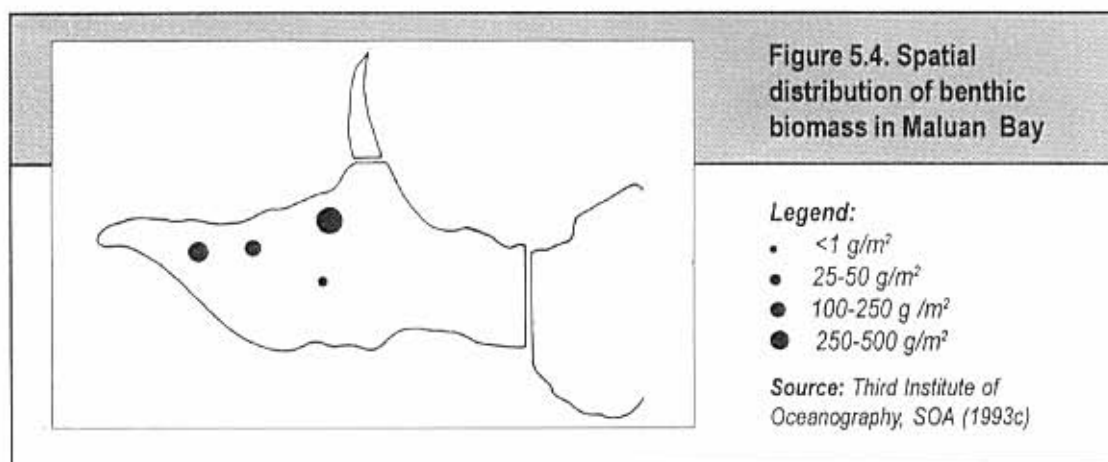 Figure 5.4. Spatial
distribution of benthic
biomass in Maluan Bay
Legend:
<1 g/m²
25-50 g/m²
100-250 g /m²
250-500 g/m²
Source: Third Institute of
Oceanography, SOA (1993c)